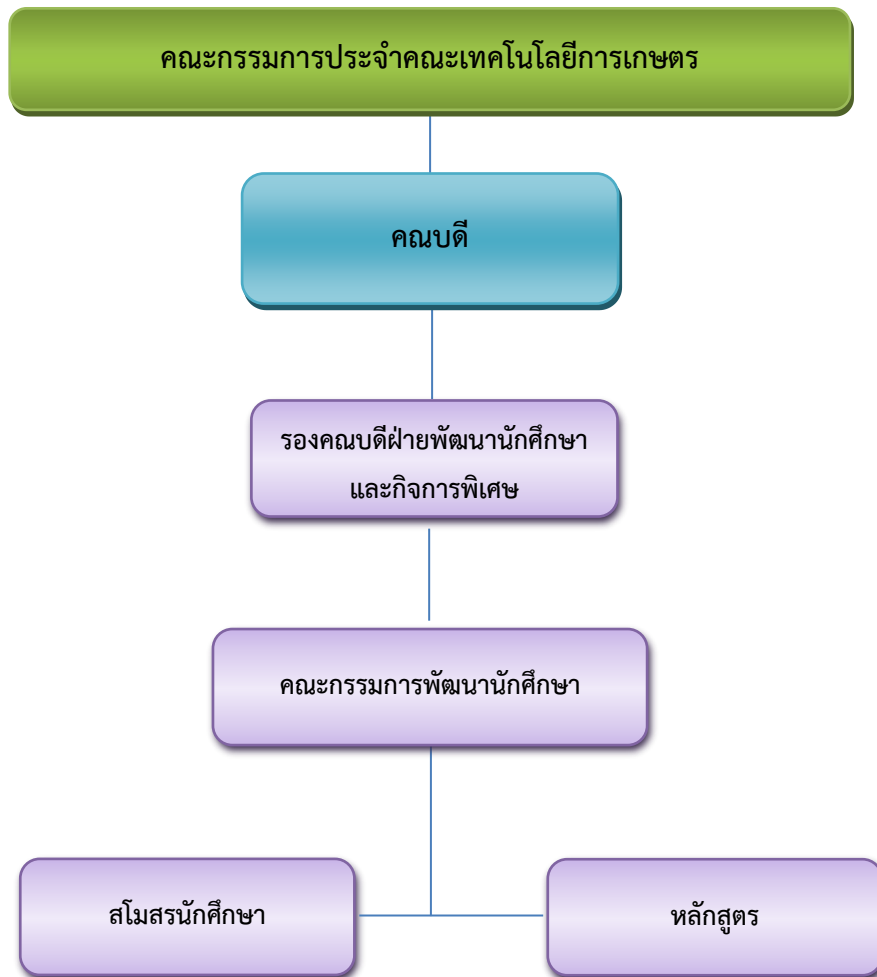 คณะกรรมการประจำคณะเทคโนโลยีการเกษตร
คณบดี
รองคณบดีฝ่ายพัฒนานักศึกษา
และกิจการพิเศษ
คณะกรรมการพัฒนานักศึกษา
สโมสรนักศึกษา
หลักสูตร